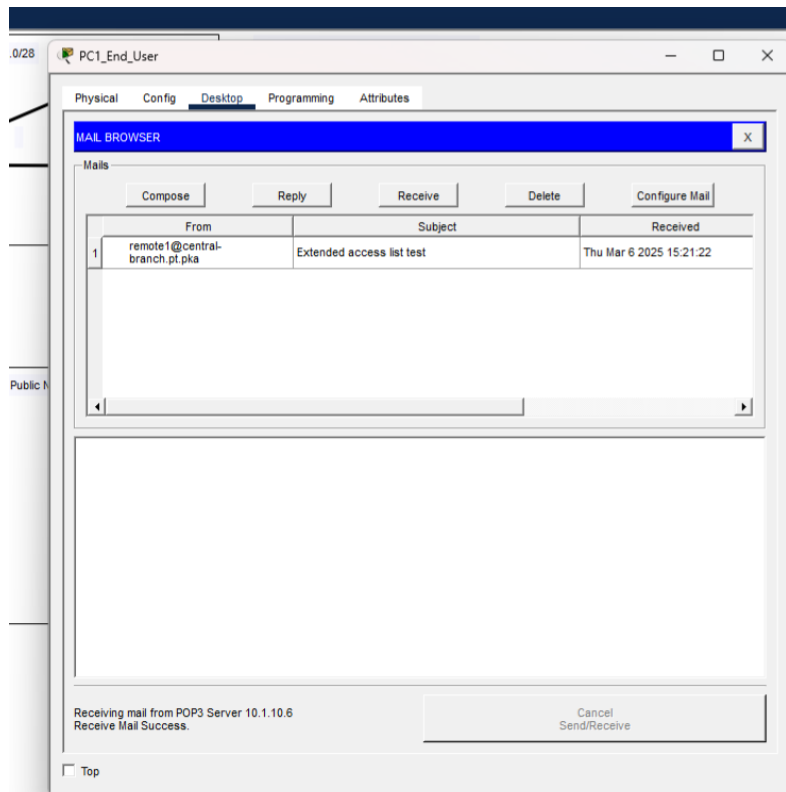 .0/28
PC1_End_User
Physical Config Desktop Programming Attributes
MAIL BROWSER X
Mails
Compose Reply Receive Delete Configure Mail
From Subject Received
1 remote1@central-
branch.pt.pka Extended access list test Thu Mar 6 2025 15:21:22
Public N
Receiving mail from POP3 Server 10.1.10.6
Receive Mail Success.
Cancel
Send/Receive
Top